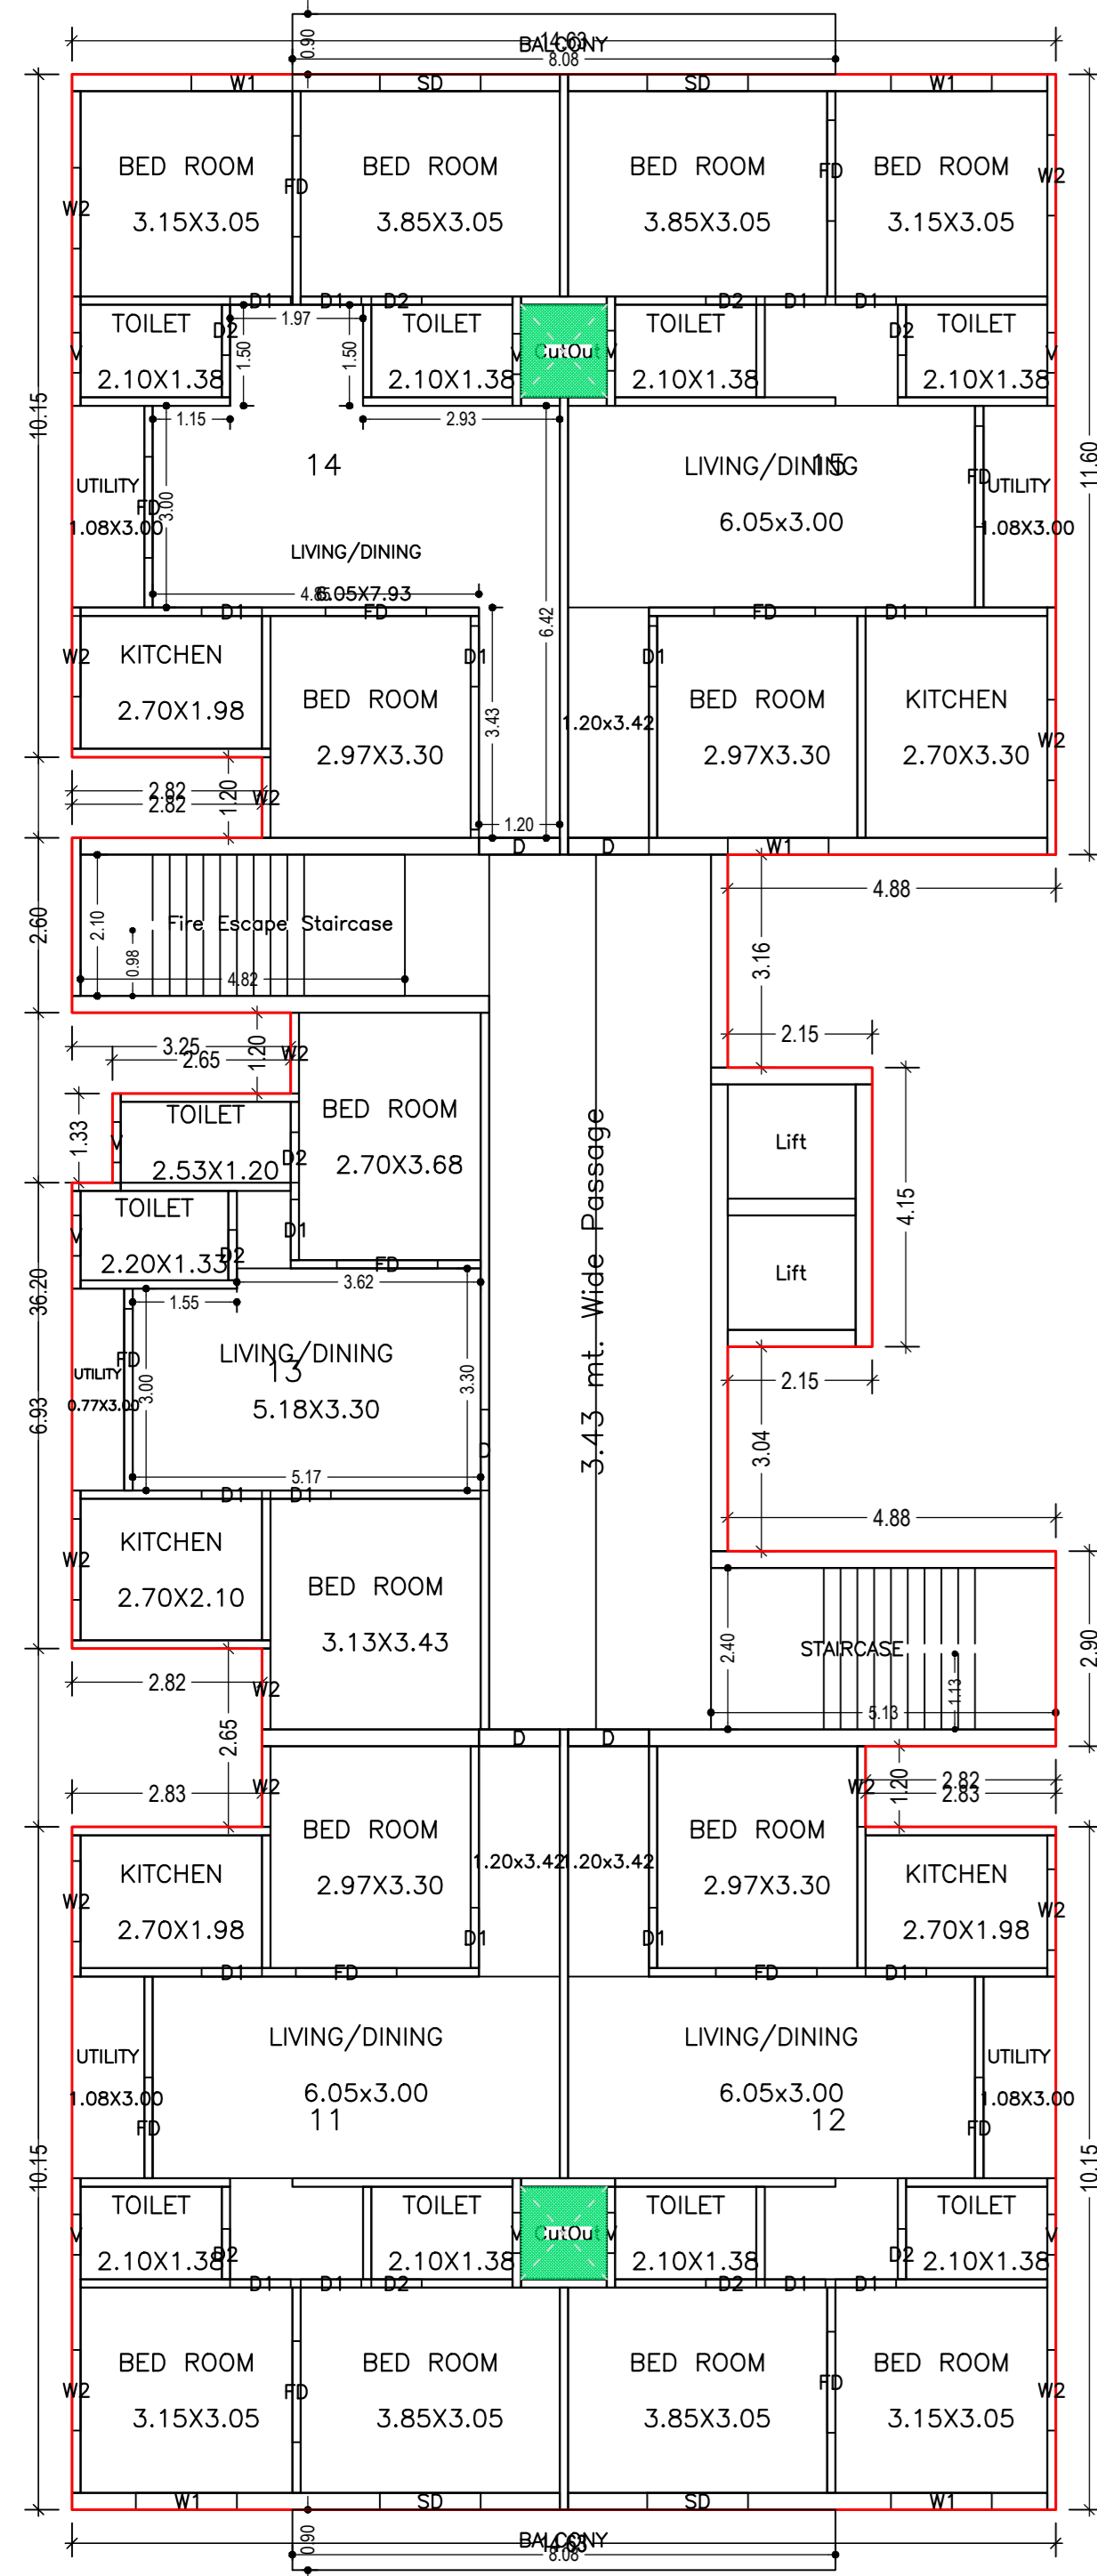 0.90
BALCONY
14.63
8.08
W1
SD
SD
W1
BED ROOM
3.15X3.05
BED ROOM
3.85X3.05
BED ROOM
3.85X3.05
BED ROOM
3.15X3.05
W2
FD
FD
W2
D1
D1
D2
D2
D1
D1
TOILET
2.10X1.38
D2
1.97
1.50
1.50
TOILET
2.10X1.38
V
V
CutOut
V
TOILET
2.10X1.38
D2
TOILET
2.10X1.38
V
10.15
11.60
1.15
2.93
14
LIVING/DINING
15
6.05x3.00
UTILITY
1.08X3.00
FD
3.00
FD
UTILITY
1.08X3.00
LIVING/DINING
6.05X7.93
4.85
6.42
D1
FD
FD
D1
W2
KITCHEN
2.70X1.98
BED ROOM
2.97X3.30
D1
3.43
1.20x3.42
D1
BED ROOM
2.97X3.30
KITCHEN
2.70X3.30
W2
2.82
2.82
1.20
W2
1.20
D
D
W1
4.88
2.60
2.10
0.98
Fire Escape Staircase
4.82
3.16
3.25
2.65
1.20
W2
2.15
1.33
TOILET
2.53X1.20
V
D2
BED ROOM
2.70X3.68
3.43 mt. Wide Passage
Lift
4.15
TOILET
2.20X1.33
V
D2
D1
FD
Lift
36.20
3.62
1.55
LIVING/DINING
13
5.18X3.30
FD
UTILITY
0.77X3.00
3.00
3.30
2.15
6.93
5.17
D
3.04
D1
D1
4.88
W2
KITCHEN
2.70X2.10
BED ROOM
3.13X3.43
2.40
STAIRCASE
1.13
5.13
2.90
2.82
W2
2.65
D
D
2.83
W2
W2
1.20
2.82
2.83
BED ROOM
2.97X3.30
1.20x3.42
1.20x3.42
BED ROOM
2.97X3.30
KITCHEN
2.70X1.98
W2
KITCHEN
2.70X1.98
W2
D1
D1
D1
FD
FD
D1
LIVING/DINING
6.05x3.00
11
LIVING/DINING
6.05x3.00
12
UTILITY
1.08X3.00
FD
UTILITY
1.08X3.00
FD
10.15
10.15
TOILET
2.10X1.38
V
D2
TOILET
2.10X1.38
V
CutOut
V
TOILET
2.10X1.38
D2
TOILET
2.10X1.38
V
D1
D1
D2
D2
D1
D1
BED ROOM
3.15X3.05
BED ROOM
3.85X3.05
BED ROOM
3.85X3.05
BED ROOM
3.15X3.05
W2
FD
FD
W2
W1
SD
SD
W1
0.90
BALCONY
14.63
8.08